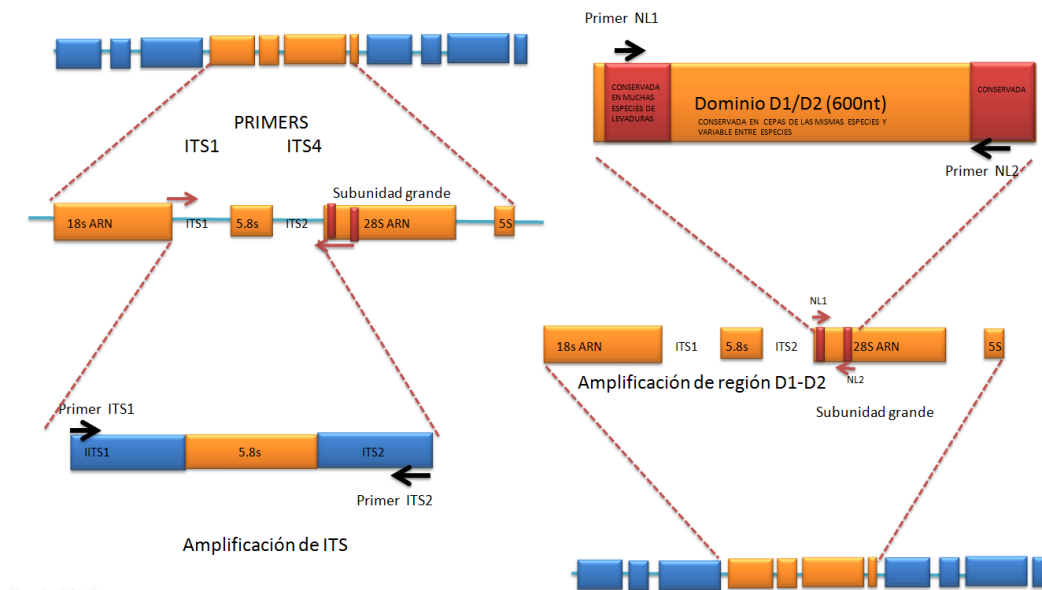 PRIMERS
ITS1 ITS4
Subunidad grande
18s ARN ITS1 5.8s ITS2 28S ARN 5S
Primer ITS1
IITS1 5.8s ITS2
Primer ITS2
Amplificación de ITS
Primer NL1
CONSERVADA
EN MUCHAS
ESPECIES DE
LEVADURAS
Dominio D1/D2 (600nt)
CONSERVADA EN CEPAS DE LAS MISMAS ESPECIES Y
VARIABLE ENTRE ESPECIES
CONSERVADA
Primer NL2
NL1
18s ARN ITS1 5.8s ITS2 28S ARN 5S
NL2
Amplificación de región D1-D2
Subunidad grande